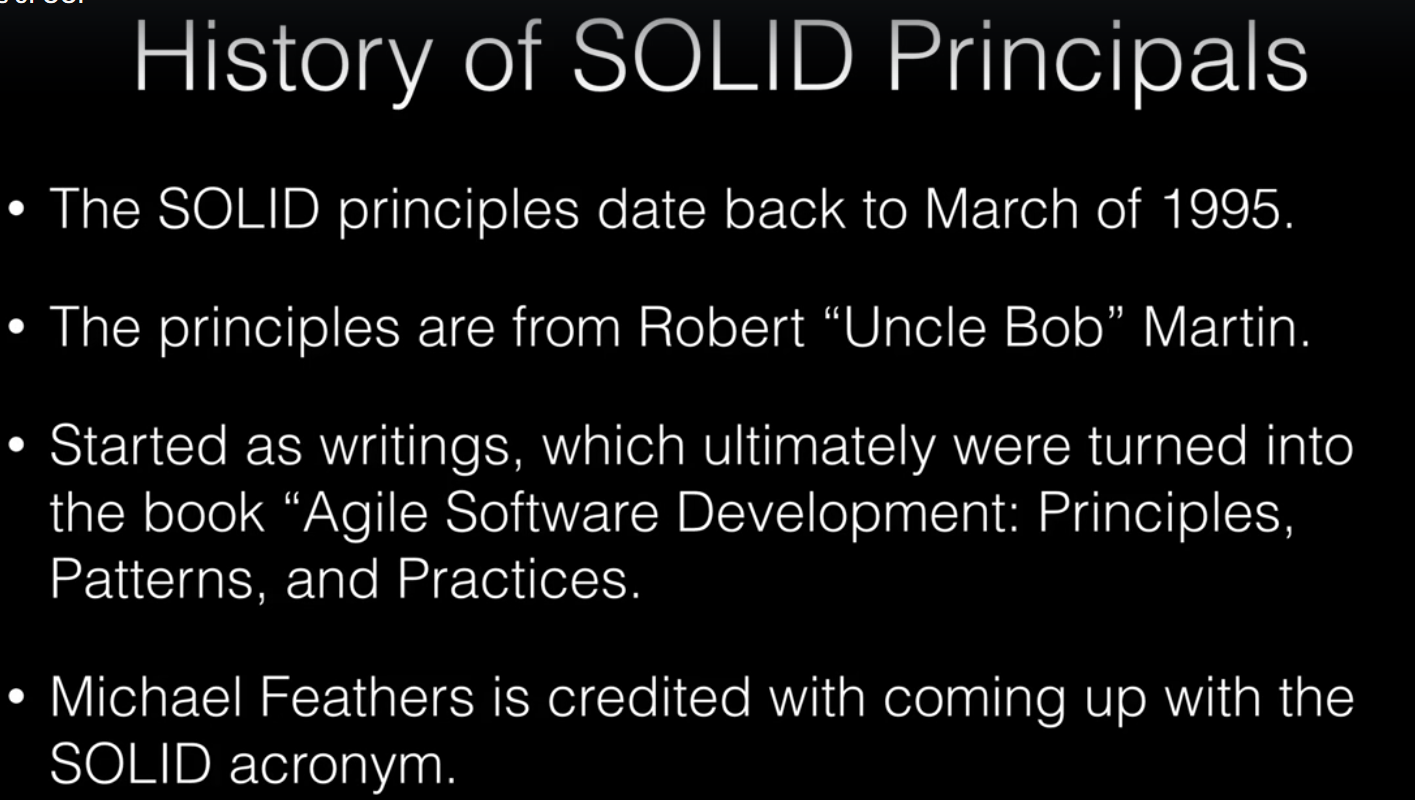 History of SOLID Principals
• The SOLID principles date back to March of 1995.
• The principles are from Robert “Uncle Bob” Martin.
• Started as writings, which ultimately were turned into
the book “Agile Software Development: Principles,
Patterns, and Practices.
• Michael Feathers is credited with coming up with the
SOLID acronym.